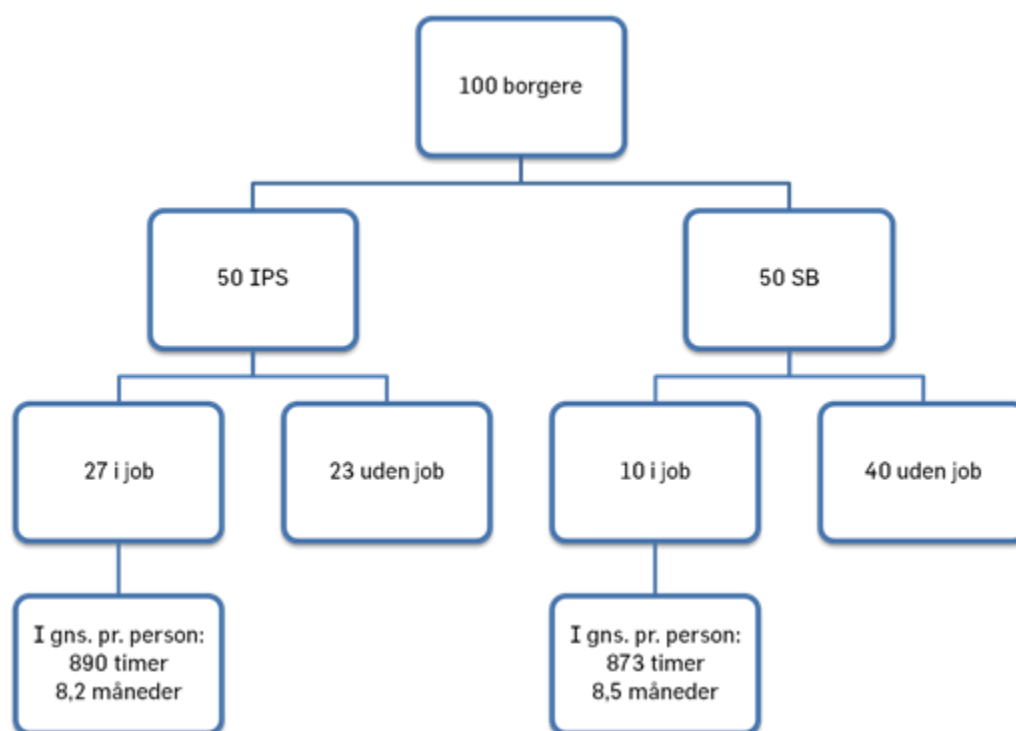 100 borgere
50 IPS
50 SB
27 i job
23 uden job
10 i job
40 uden job
I gns. pr. person:
890 timer
8,2 måneder
I gns. pr. person:
873 timer
8,5 måneder